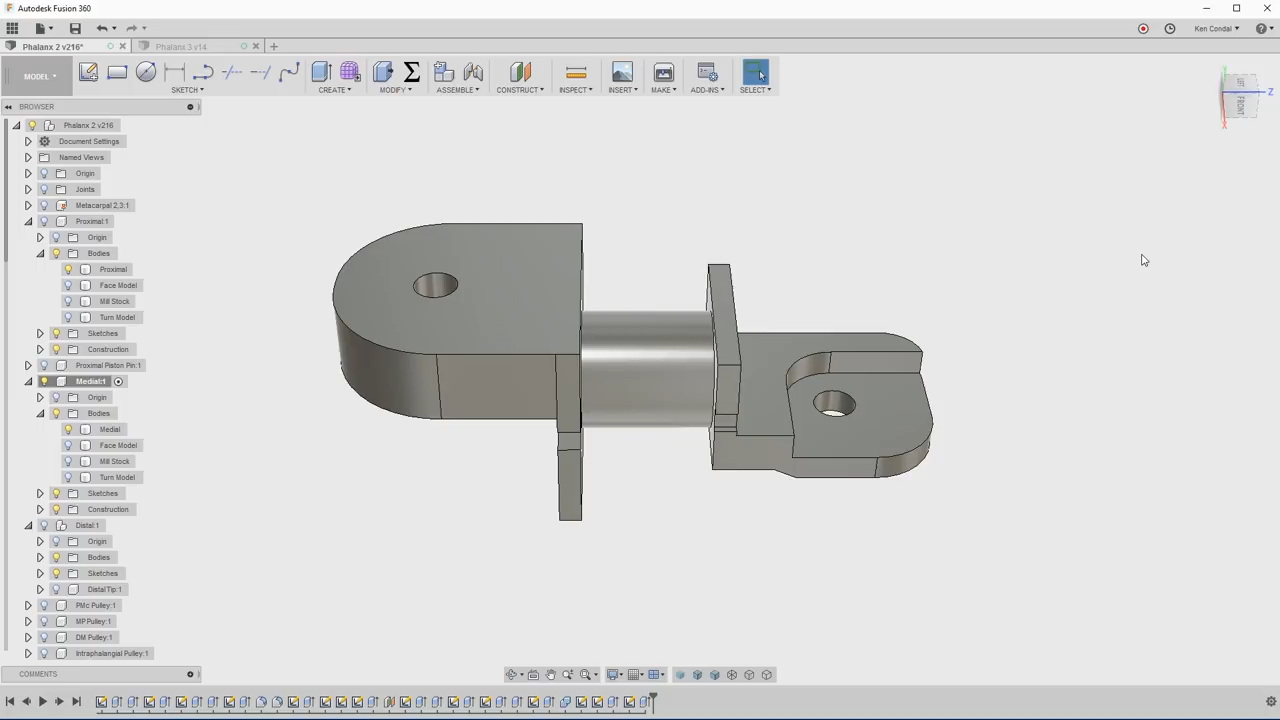 Autodesk Fusion 360
Ken Condal
Phalanx 2 v216*
Phalanx 3 v14
MODEL
SKETCH
CREATE
MODIFY
ASSEMBLE
CONSTRUCT
INSPECT
INSERT
MAKE
ADD-INS
SELECT
LEFT
FRONT
Z
X
BROWSER
Phalanx 2 v216
Document Settings
Named Views
Origin
Joints
Metacarpal 2,3:1
Proximal:1
Origin
Bodies
Proximal
Face Model
Mill Stock
Turn Model
Sketches
Construction
Proximal Piston Pin:1
Medial:1
Origin
Bodies
Medial
Face Model
Mill Stock
Turn Model
Sketches
Construction
Distal:1
Origin
Bodies
Sketches
Distal Tip:1
PMc Pulley:1
MP Pulley:1
DM Pulley:1
Intraphalangial Pulley:1
COMMENTS